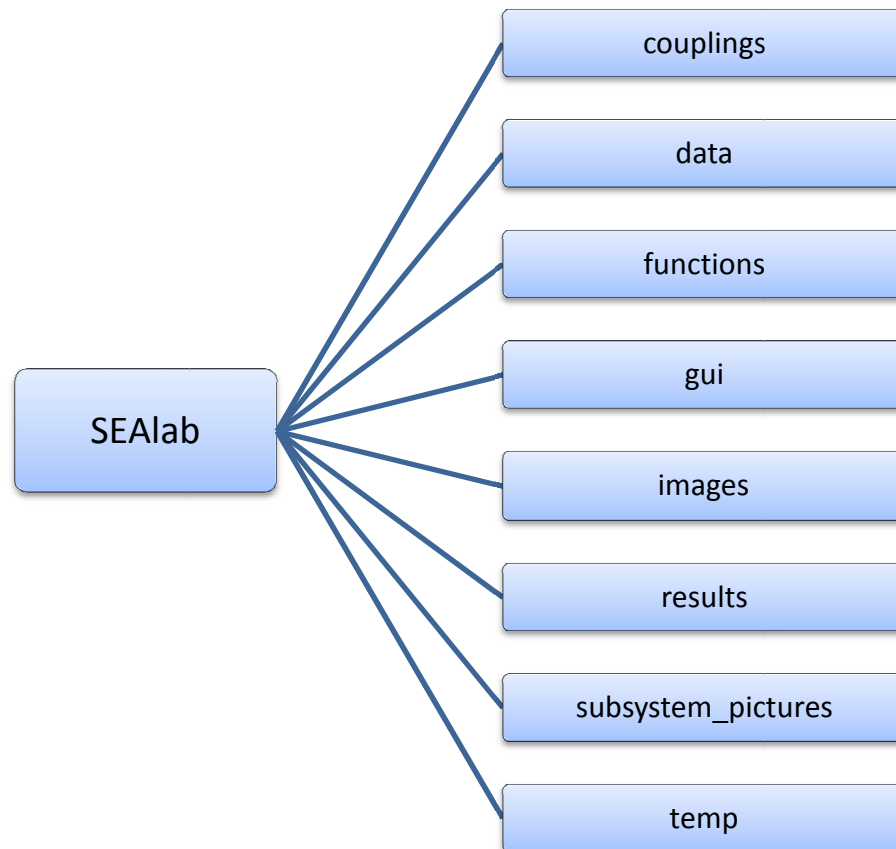 SEAlab
couplings
data
functions
gui
images
results
subsystem_pictures
temp